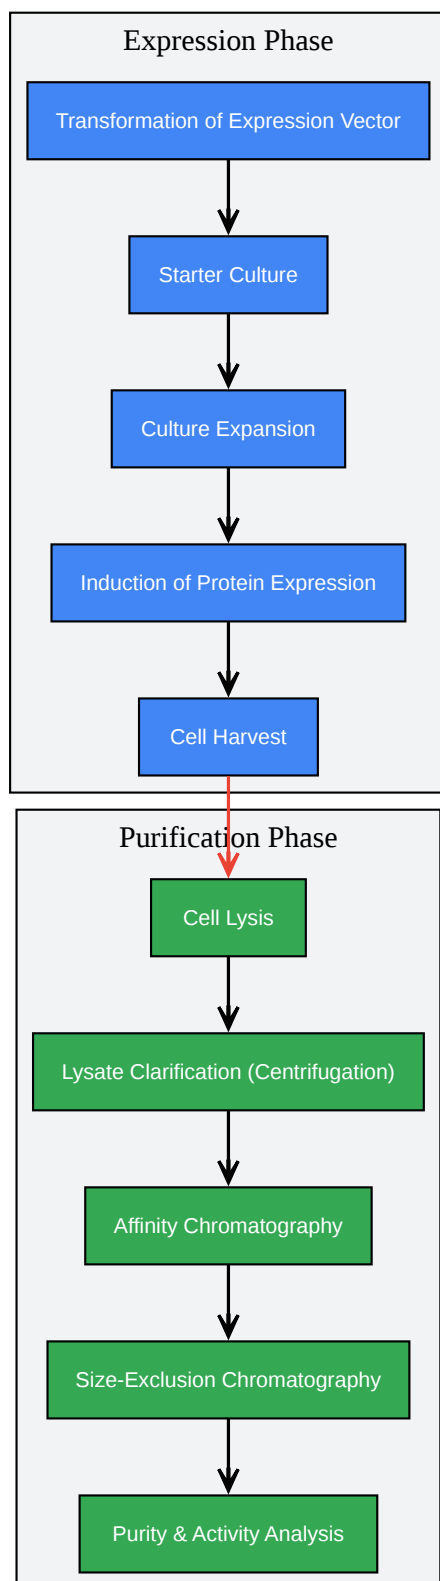 Expression Phase
Transformation of Expression Vector
Starter Culture
Culture Expansion
Induction of Protein Expression
Cell Harvest
Purification Phase
Cell Lysis
Lysate Clarification (Centrifugation)
Affinity Chromatography
Size-Exclusion Chromatography
Purity & Activity Analysis